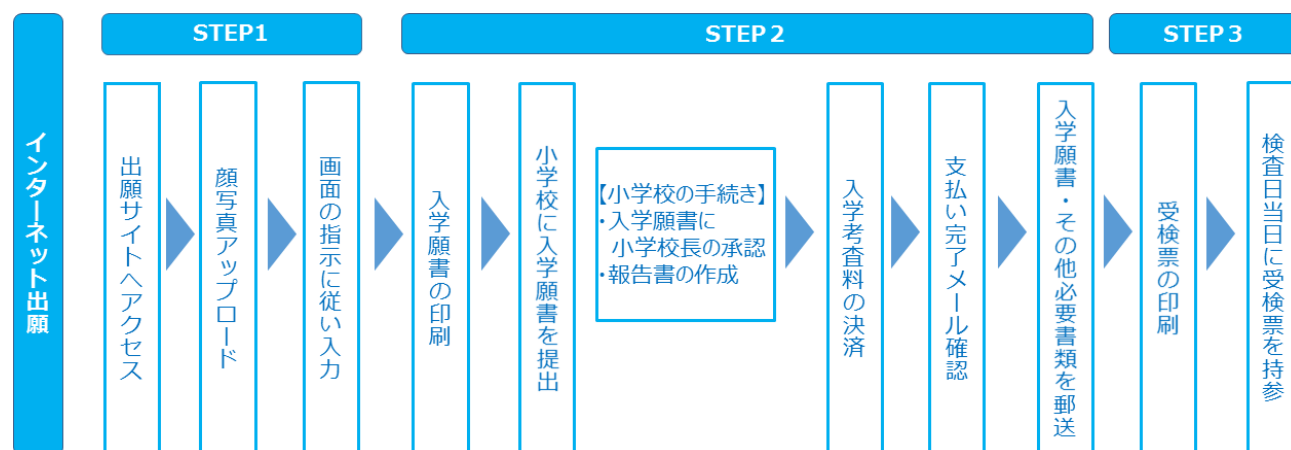 インターネット出願
STEP1
STEP２
STEP３
出願サイトへアクセス
顔写真アップロード
画面の指示に従い入力
入学願書の印刷
小学校に入学願書を提出
【小学校の手続き】
・入学願書に
小学校長の承認
・報告書の作成
入学考査料の決済
支払い完了メール確認
入学願書・その他必要書類を郵送
受検票の印刷
検査日当日に受検票を持参